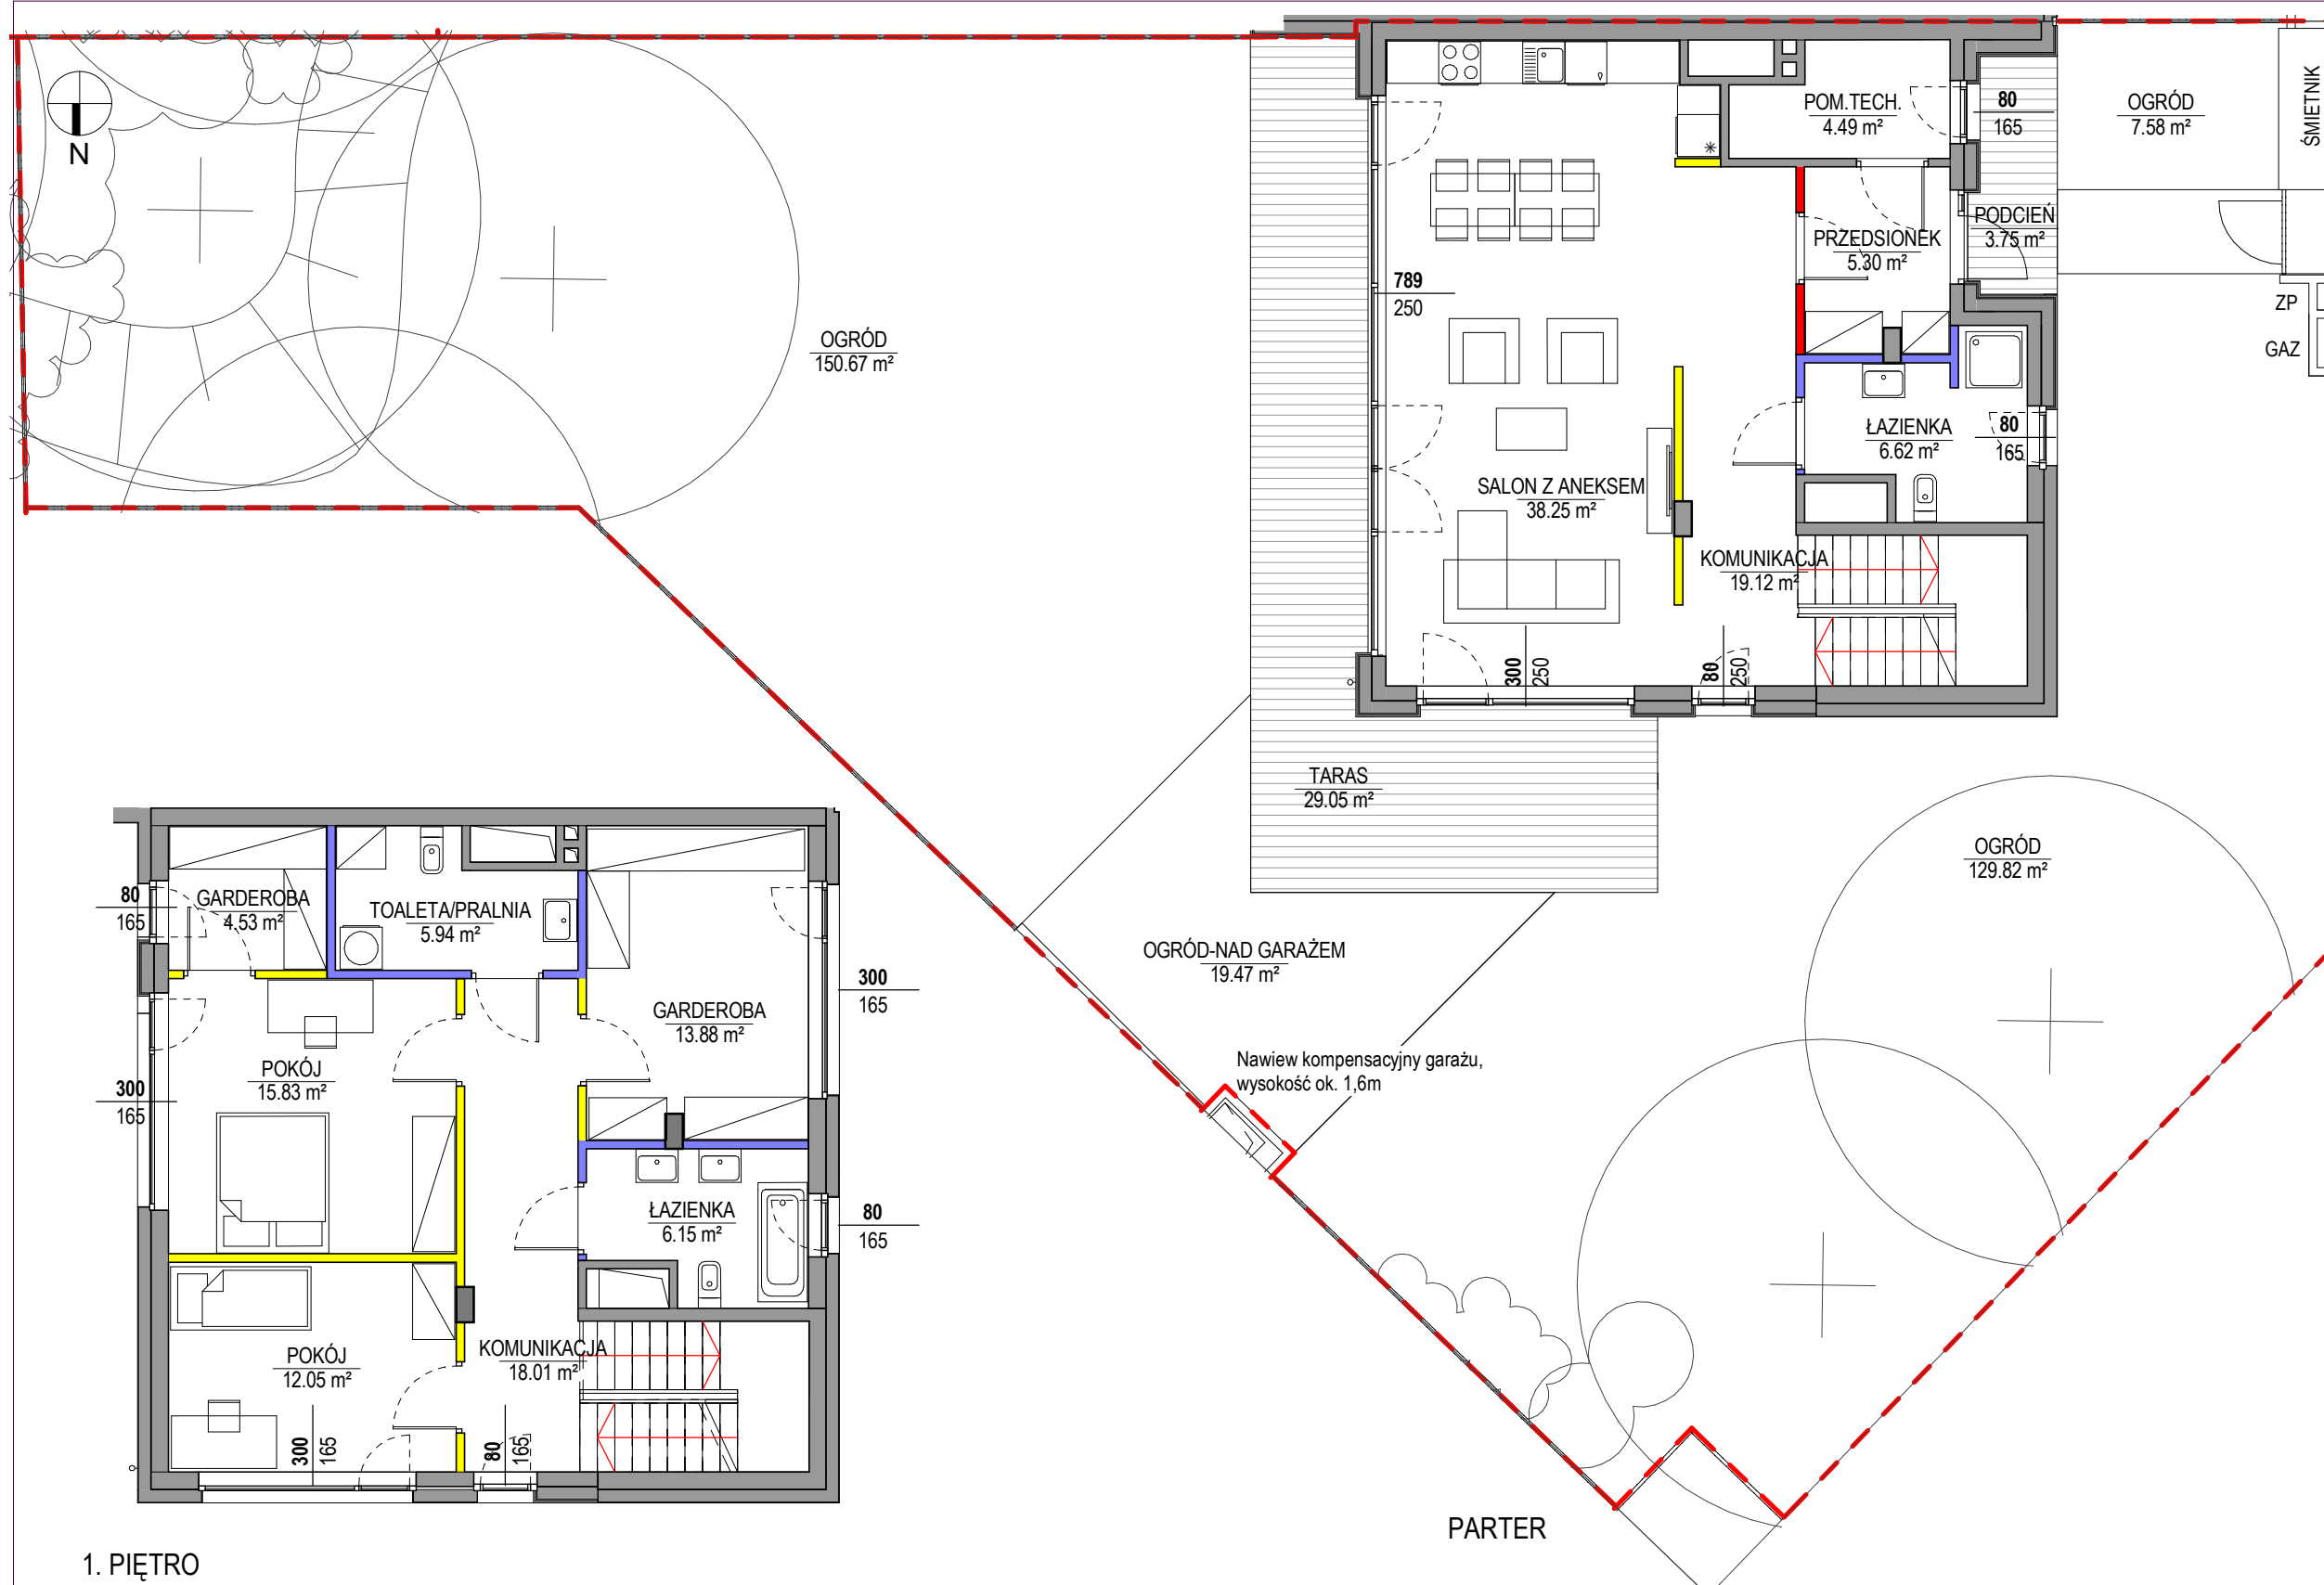 N
OGRÓD
150.67 m²
POM.TECH.
4.49 m²
80
165
OGRÓD
7.58 m²
ŚMIETNIK
PODCIEŃ
3.75 m²
PRZEDSIONEK
5.30 m²
789
250
ZP
GAZ
ŁAZIENKA
6.62 m²
80
165
SALON Z ANEKSEM
38.25 m²
KOMUNIKACJA
19.12 m²
300
250
80
250
TARAS
29.05 m²
OGRÓD
129.82 m²
OGRÓD-NAD GARAŻEM
19.47 m²
Nawiew kompensacyjny garażu,
wysokość ok. 1,6m
PARTER
80
165
GARDEROBA
4.53 m²
TOALETA/PRALNIA
5.94 m²
GARDEROBA
13.88 m²
300
165
POKÓJ
15.83 m²
300
165
ŁAZIENKA
6.15 m²
80
165
POKÓJ
12.05 m²
KOMUNIKACJA
18.01 m²
300
165
80
165
1. PIĘTRO